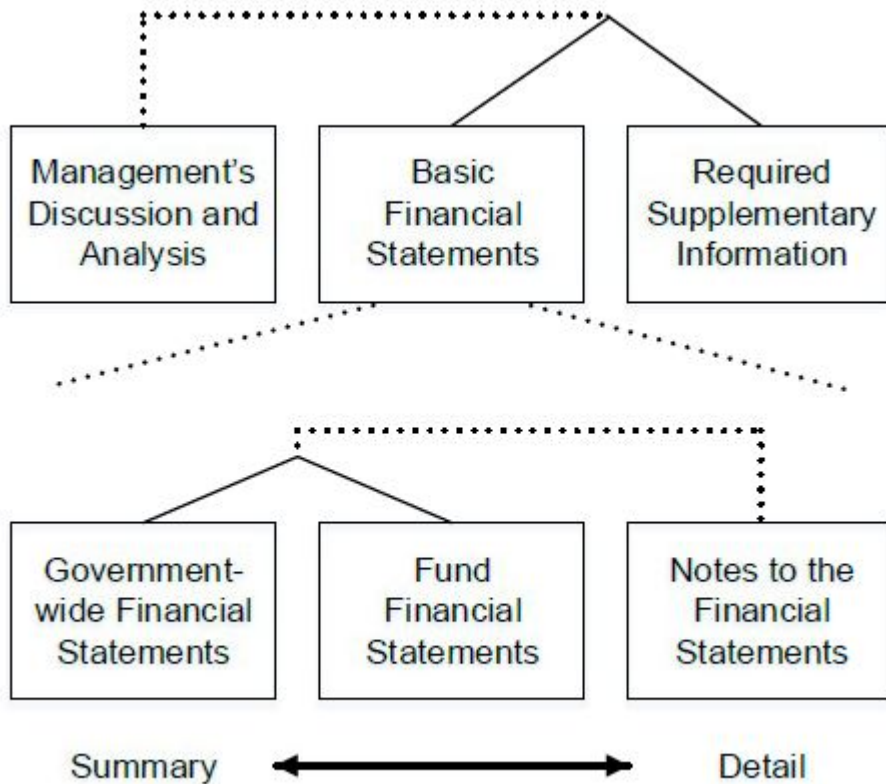 Management's
Discussion and
Analysis
Basic
Financial
Statements
Required
Supplementary
Information
Government-
wide Financial
Statements
Fund
Financial
Statements
Notes to the
Financial
Statements
Summary
Detail